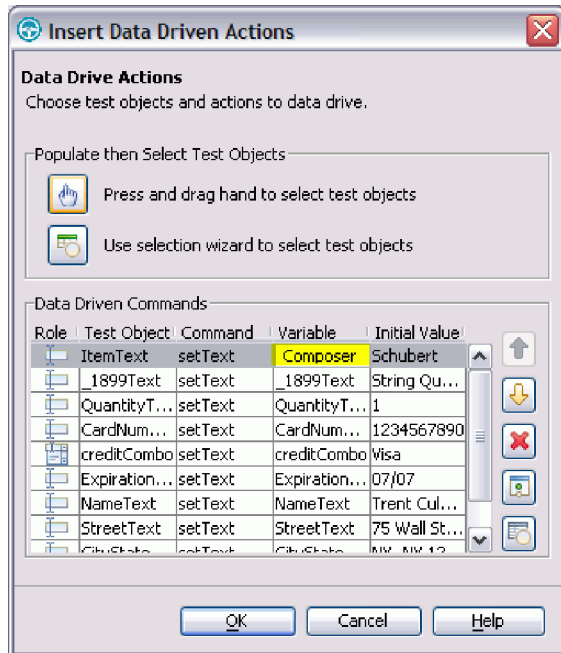 Insert Data Driven Actions
Data Drive Actions
Choose test objects and actions to data drive.
Populate then Select Test Objects
Press and drag hand to select test objects
Use selection wizard to select test objects
Data Driven Commands
Role Test Object Command Variable Initial Value
ItemText setText Composer Schubert
_1899Text setText _1899Text String Qu...
QuantityT... setText QuantityT... 1
CardNum... setText CardNum... 1234567890
creditCombo setText creditCombo Visa
Expiration... setText Expiration... 07/07
NameText setText NameText Trent Cul...
StreetText setText StreetText 75 Wall St...
OK Cancel Help